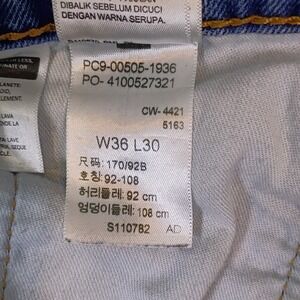 DIBALIK SEBELUM DICUCI
DENGAN WARNA SERUPA.
PC9-00505-1936
PO- 4100527321
CW- 4421
5163
W36 L30
尺码: 170/92B
호칭: 92-108
허리둘레: 92 cm
엉덩이둘레: 108 cm
S110782 AD